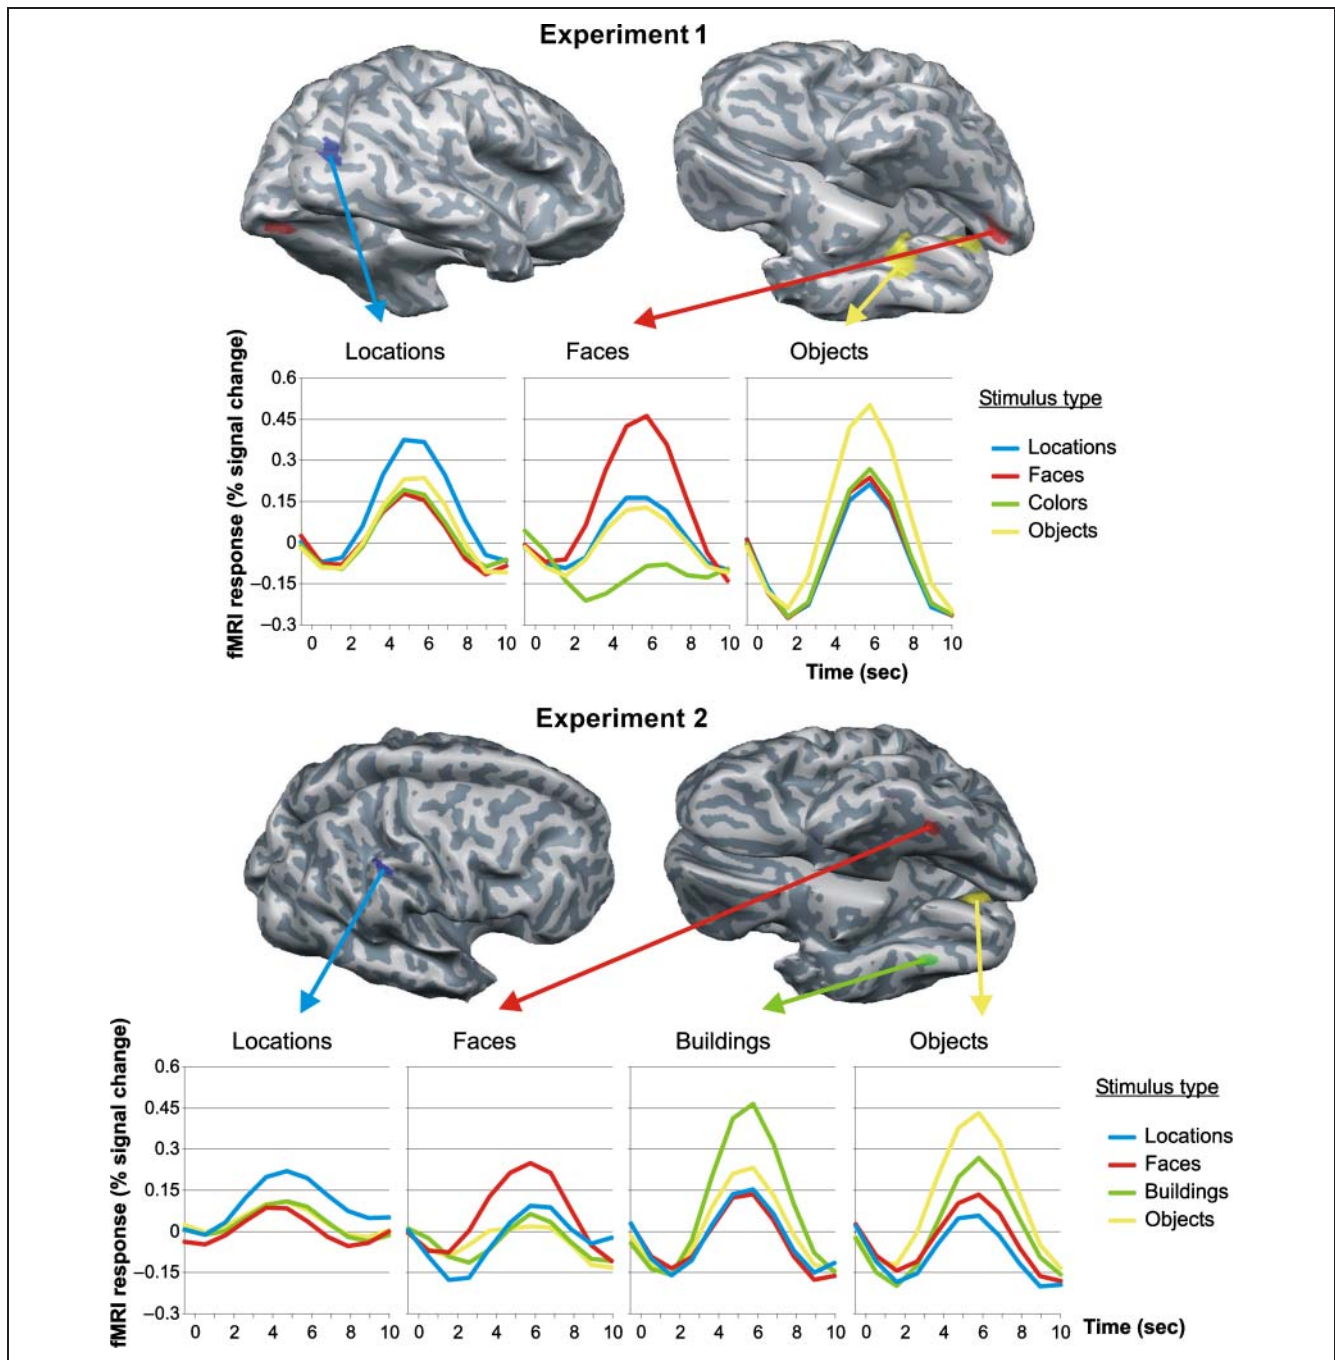 Experiment 1
Locations Faces Objects
fMRI response (% signal change)
0.6
0.45
0.3
0.15
0
–0.15
–0.3
0 2 4 6 8 10 0 2 4 6 8 10 0 2 4 6 8 10
Time (sec)
Stimulus type
Locations
Faces
Colors
Objects
Experiment 2
Locations Faces Buildings Objects
fMRI response (% signal change)
0.6
0.45
0.3
0.15
0
–0.15
–0.3
0 2 4 6 8 10 0 2 4 6 8 10 0 2 4 6 8 10 0 2 4 6 8 10
Time (sec)
Stimulus type
Locations
Faces
Buildings
Objects